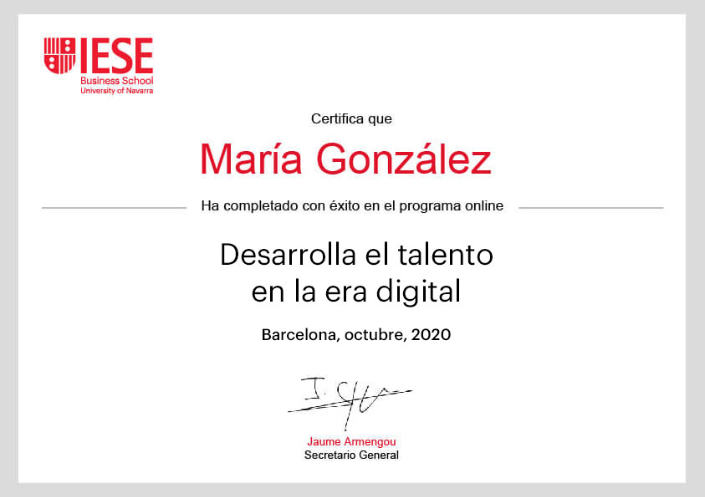 IESE
Business School
University of Navarra
Certifica que
María González
Ha completado con éxito en el programa online
Desarrolla el talento
en la era digital
Barcelona, octubre, 2020
Jaume Armengou
Secretario General